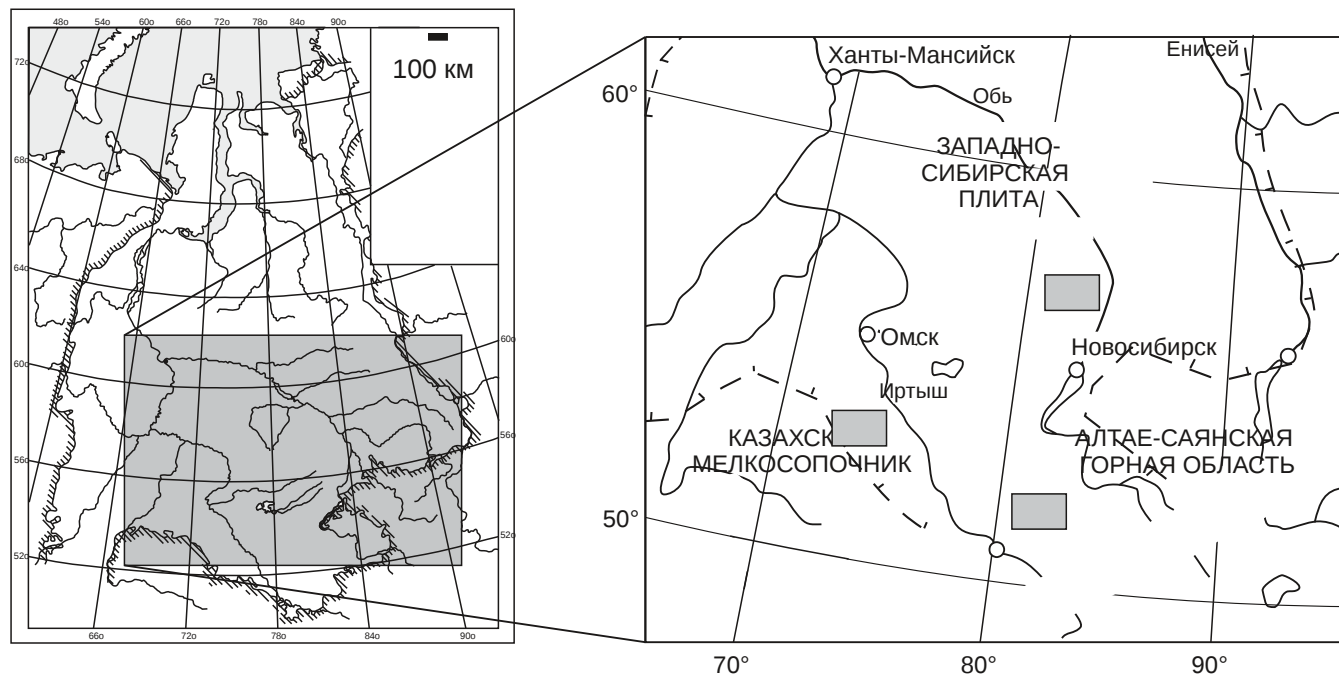 48o 54o 60o 66o 72o 78o 84o 90o
72o
68o
64o
60o
56o
52o
60o
56o
52o
66o 72o 78o 84o 90o
100 км
Ханты-Мансийск
Енисей
Обь
60°
ЗАПАДНО-
СИБИРСКАЯ
ПЛИТА
Омск
Новосибирск
Иртыш
КАЗАХСК
МЕЛКОСОПОЧНИК
АЛТАЕ-САЯНСКАЯ
ГОРНАЯ ОБЛАСТЬ
50°
70° 80° 90°